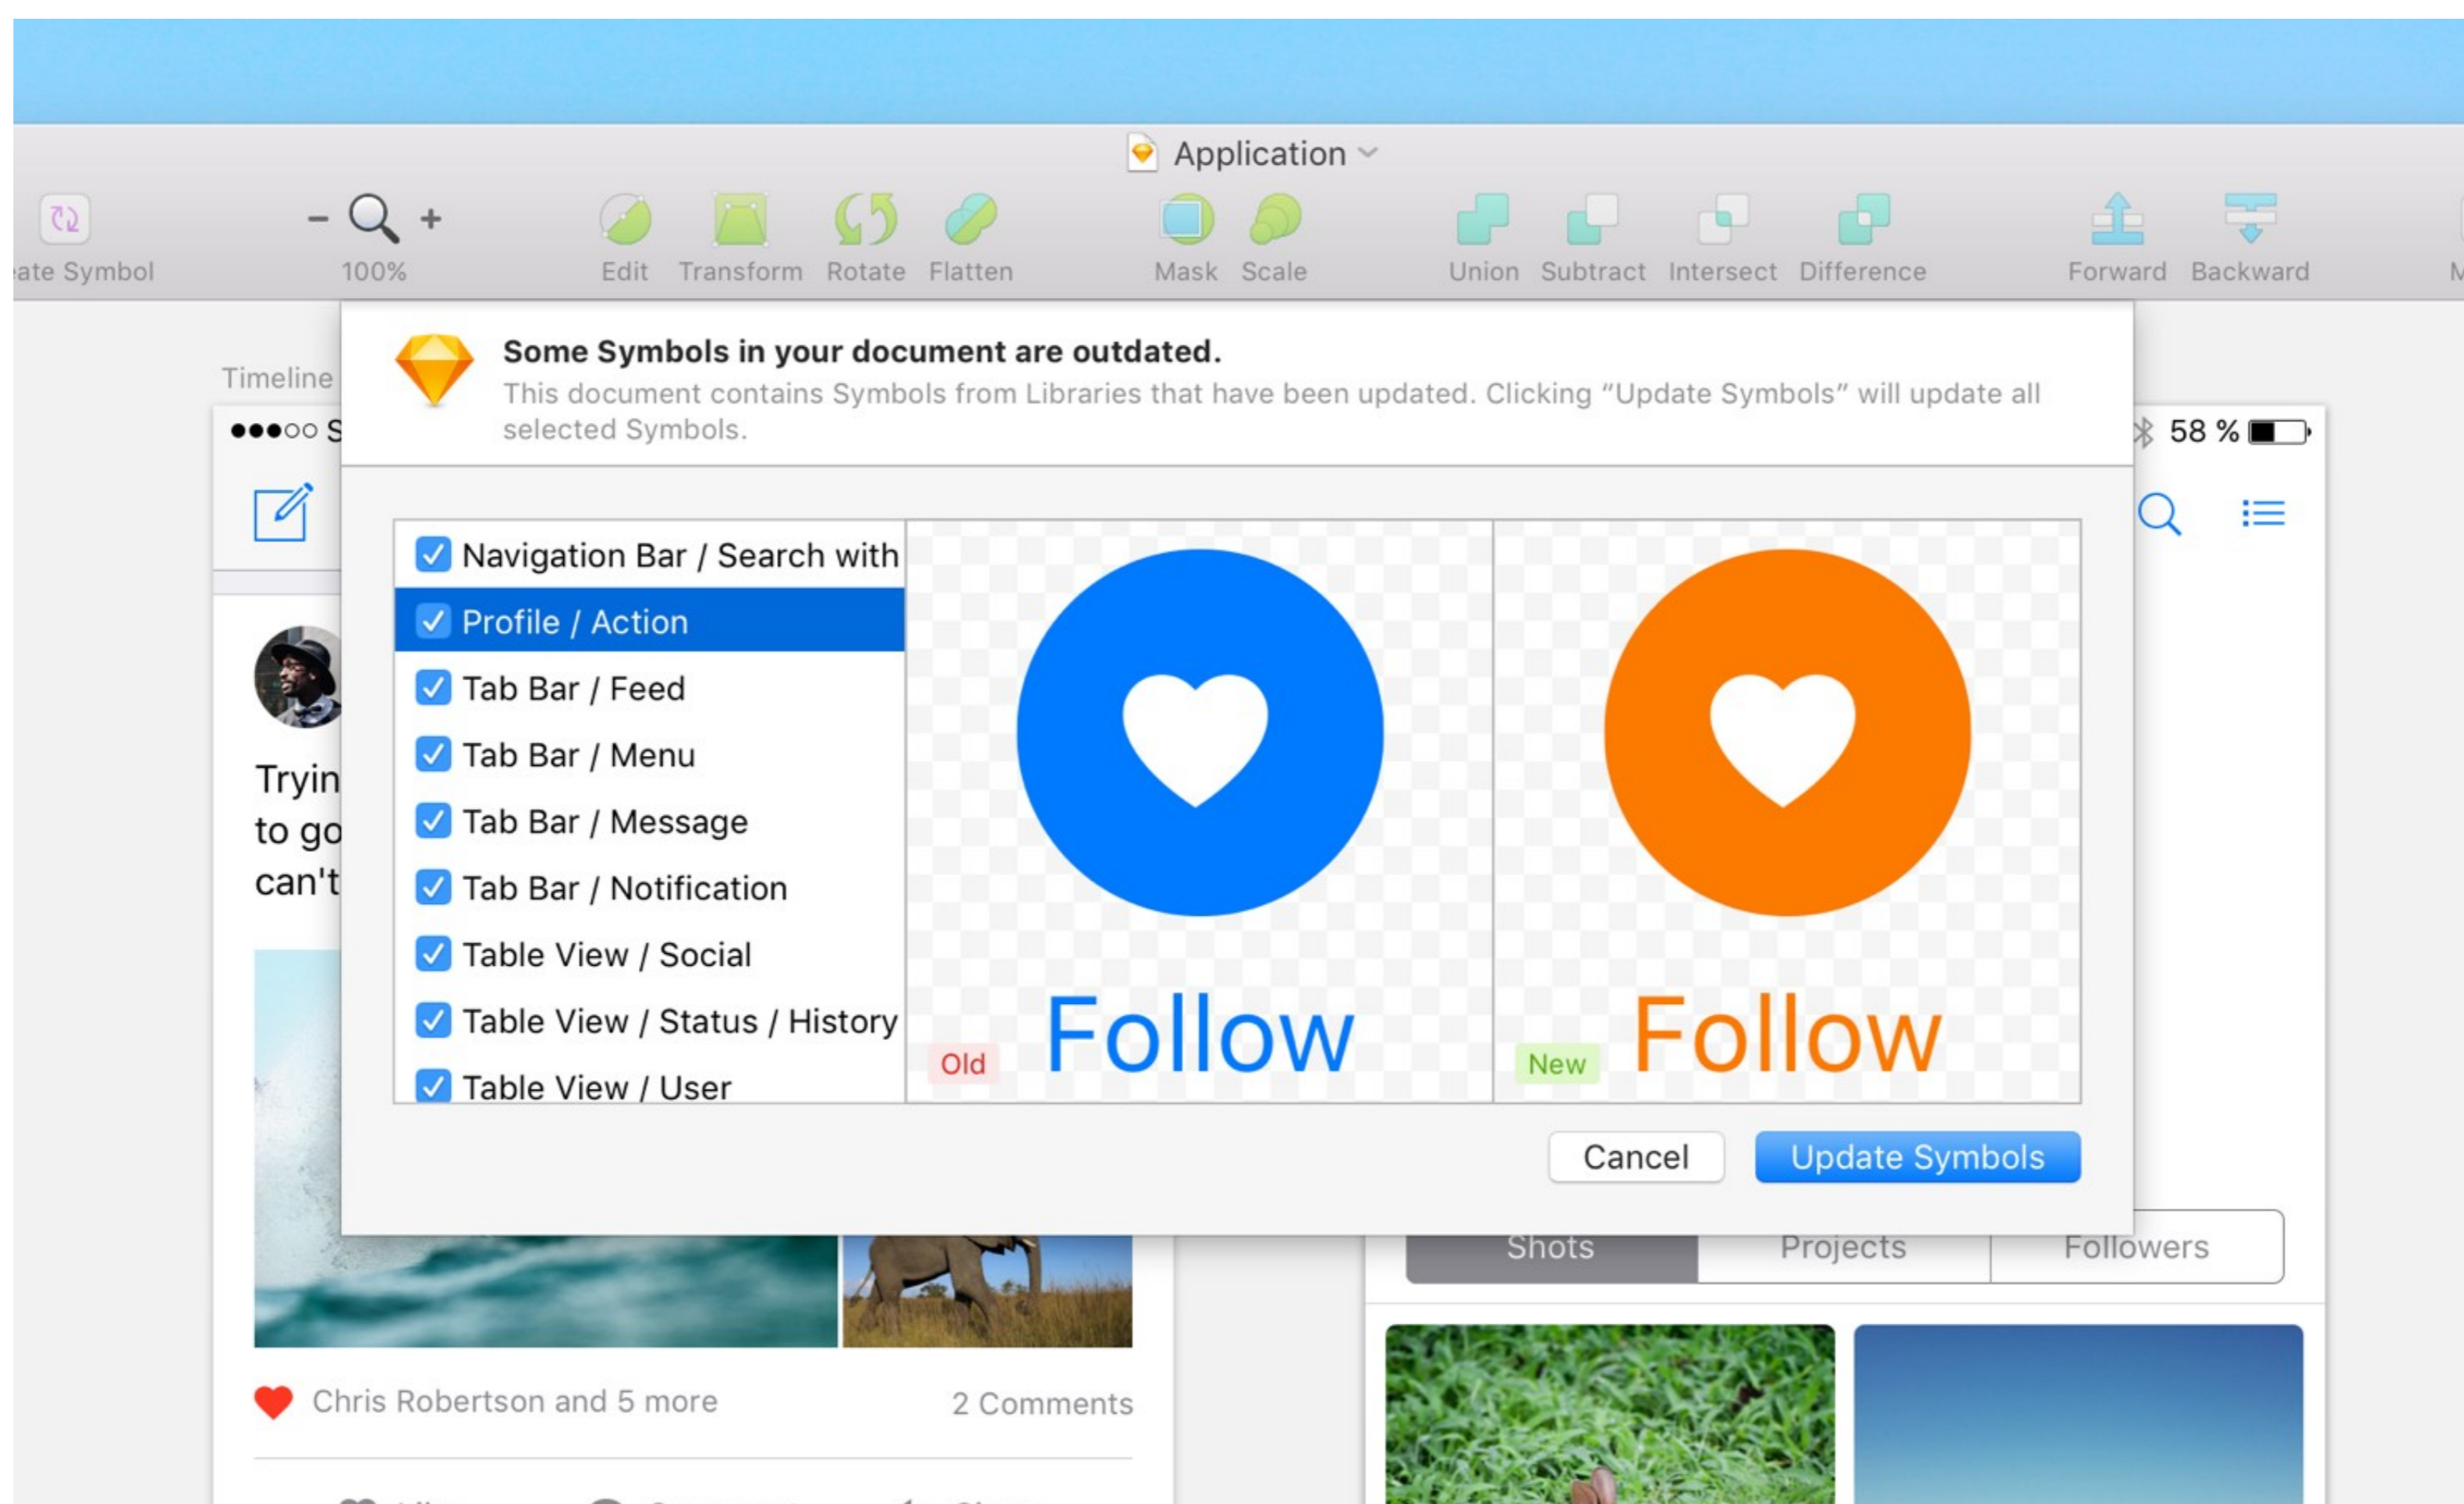 Application
ate Symbol
100%
Edit Transform Rotate Flatten
Mask Scale
Union Subtract Intersect Difference
Forward Backward
Timeline
Some Symbols in your document are outdated.
This document contains Symbols from Libraries that have been updated. Clicking “Update Symbols” will update all
selected Symbols.
58 %
Navigation Bar / Search with
Profile / Action
Tab Bar / Feed
Tab Bar / Menu
Tab Bar / Message
Tab Bar / Notification
Table View / Social
Table View / Status / History
Table View / User
Old
Follow
New
Follow
Cancel
Update Symbols
Tryin
to go
can't
Shots
Projects
Followers
Chris Robertson and 5 more
2 Comments